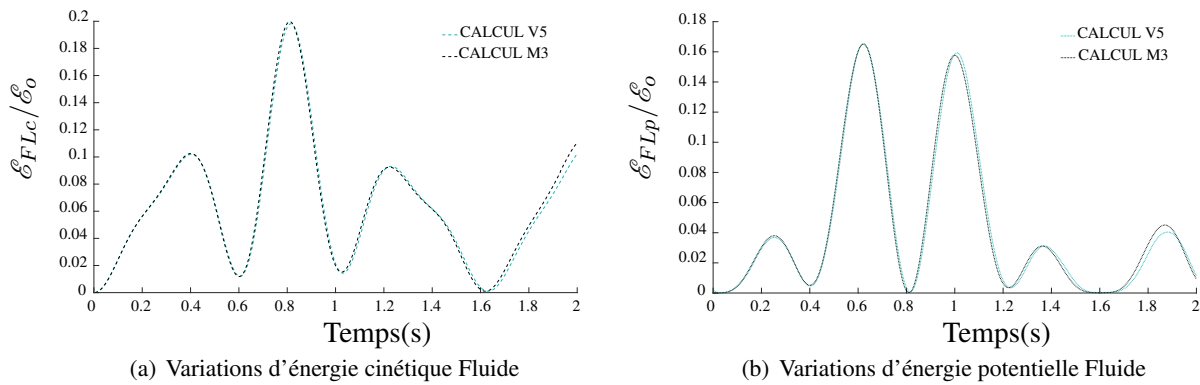 0.2
0.18
0.16
0.14
0.12
0.1
0.08
0.06
0.04
0.02
0
ℰFLc/ℰo
CALCUL V5
CALCUL M3
0 0.2 0.4 0.6 0.8 1 1.2 1.4 1.6 1.8 2
Temps(s)
(a) Variations d'énergie cinétique Fluide
0.18
0.16
0.14
0.12
0.1
0.08
0.06
0.04
0.02
0
ℰFLp/ℰo
CALCUL V5
CALCUL M3
0 0.2 0.4 0.6 0.8 1 1.2 1.4 1.6 1.8 2
Temps(s)
(b) Variations d'énergie potentielle Fluide